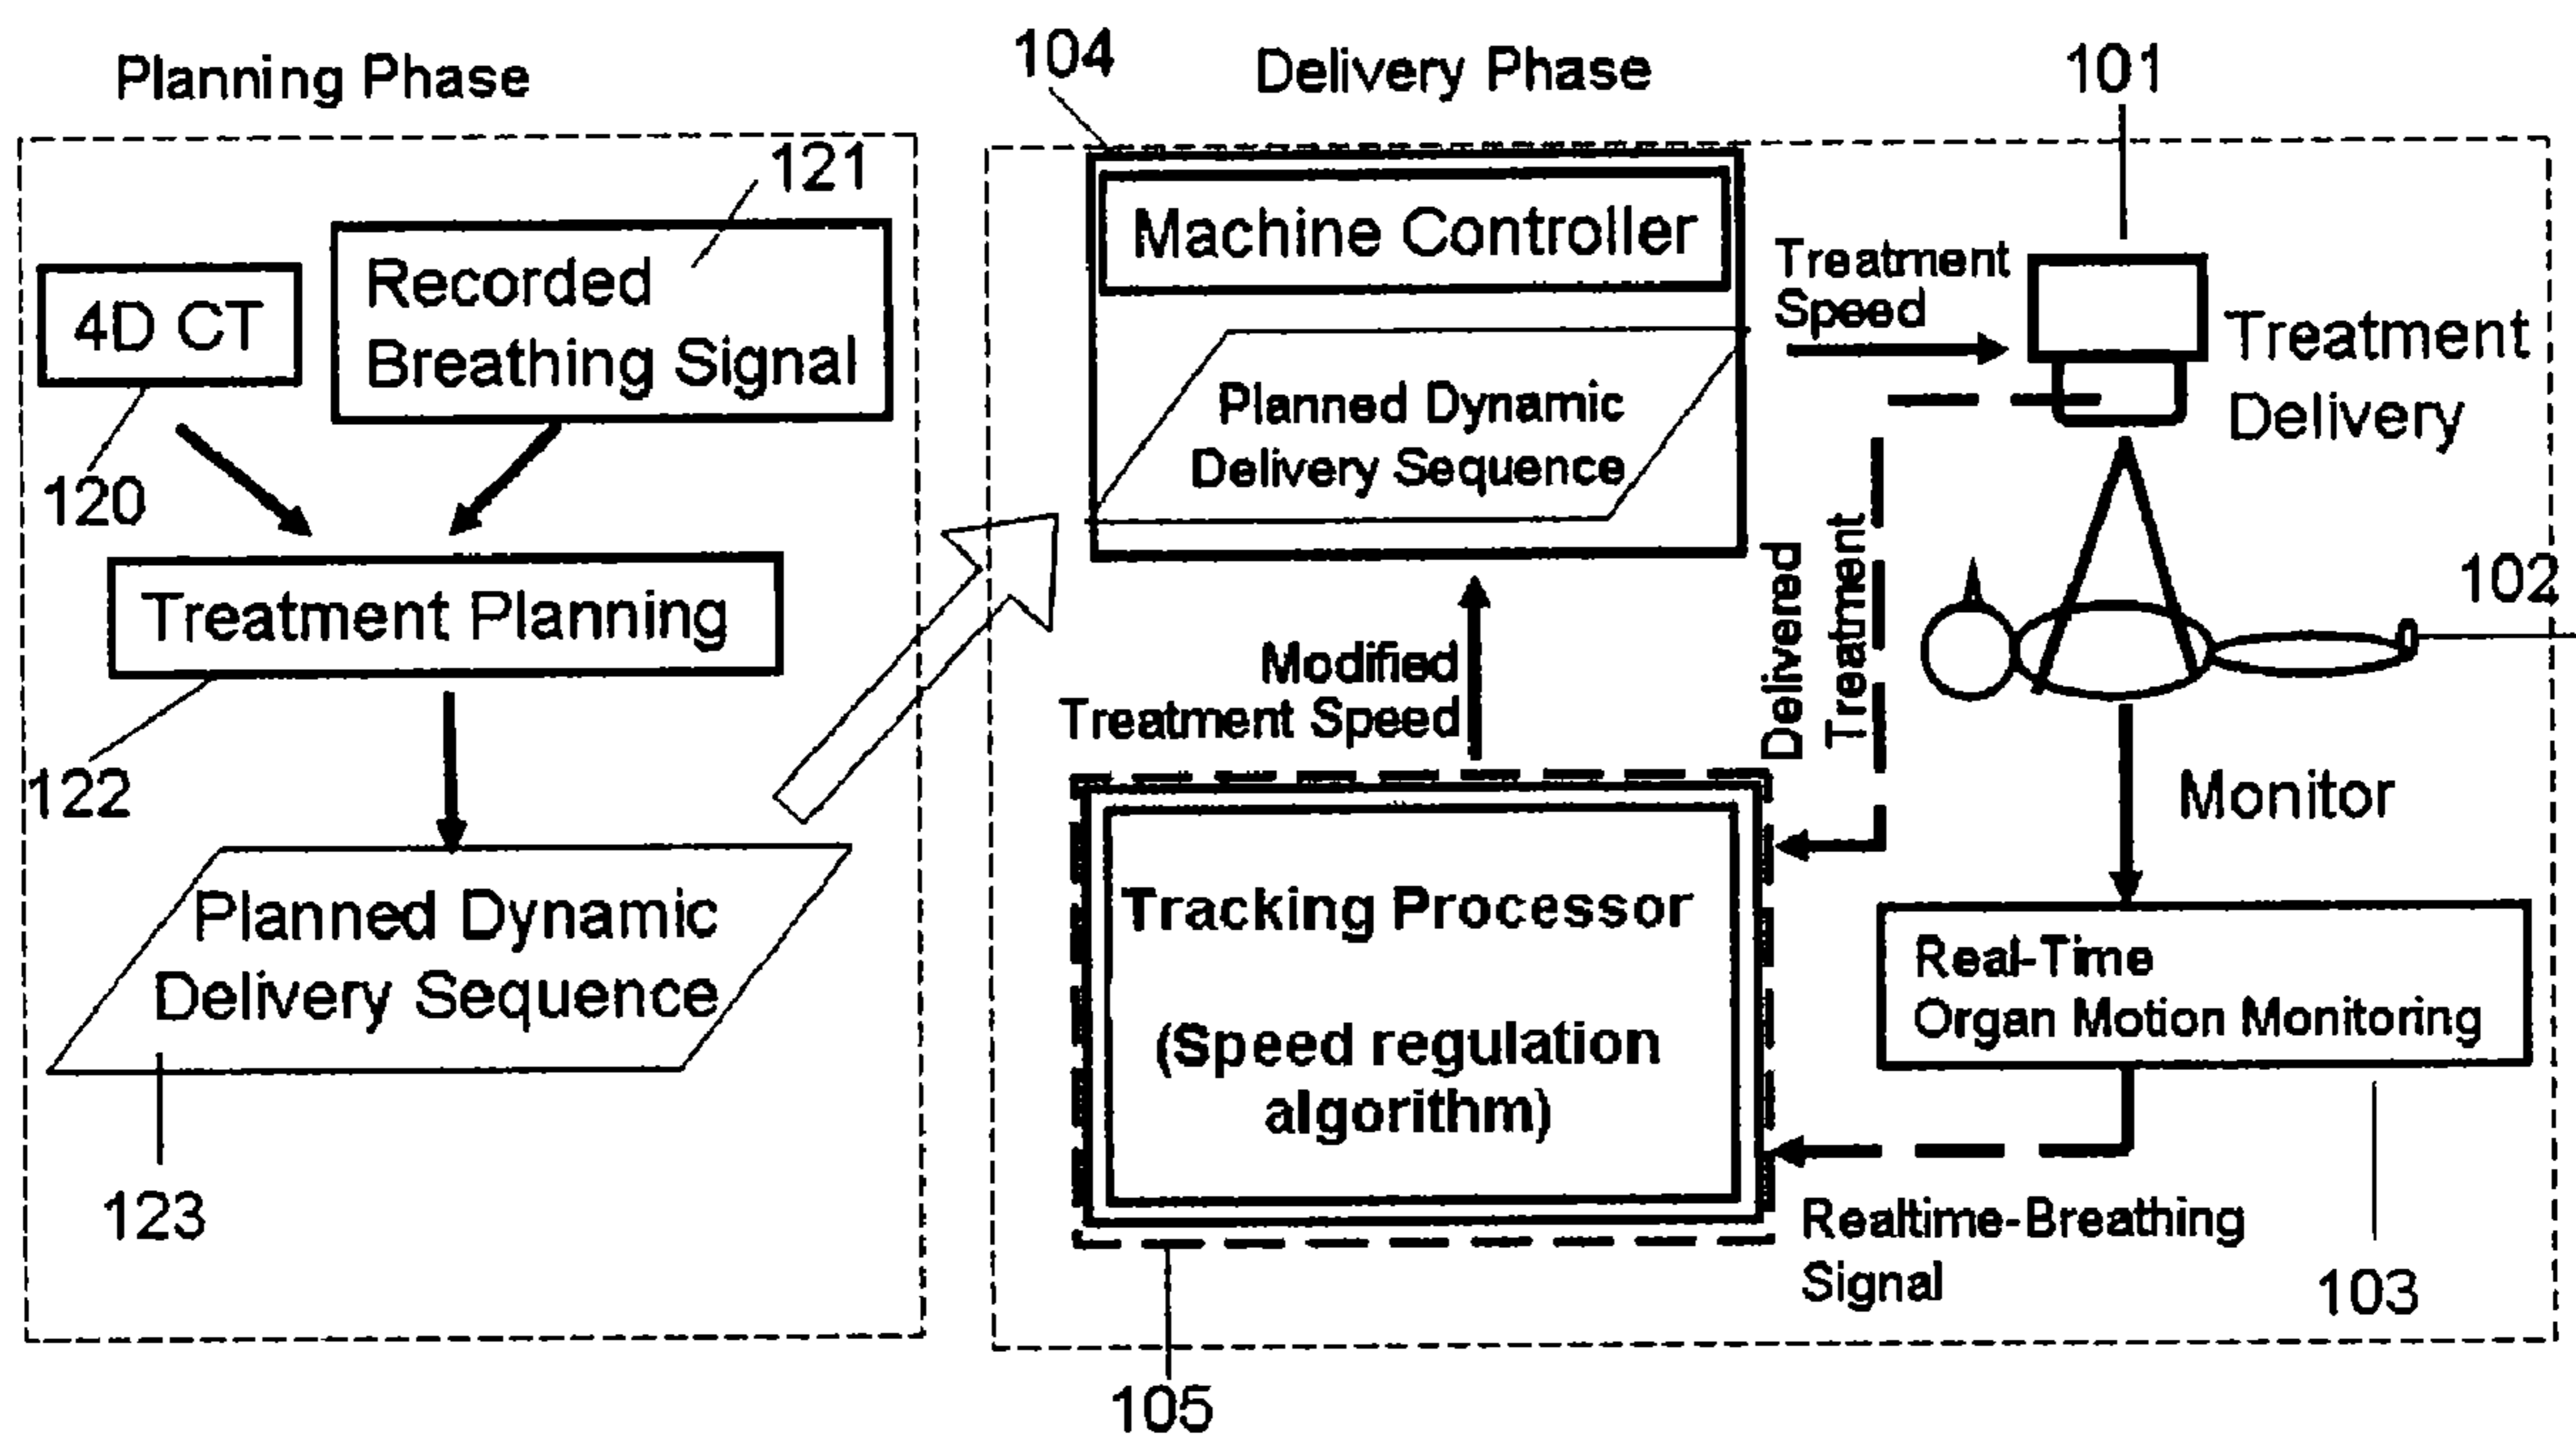 Planning Phase
121
4D CT
Recorded
Breathing Signal
120
Treatment Planning
122
Planned Dynamic
Delivery Sequence
123
104
Delivery Phase
101
Machine Controller
Planned Dynamic
Delivery Sequence
Treatment
Speed
Treatment
Delivery
102
Modified
Treatment Speed
Delivered
Treatment
Monitor
Tracking Processor
(Speed regulation
algorithm)
Real-Time
Organ Motion Monitoring
Realtime-Breathing
Signal
103
105